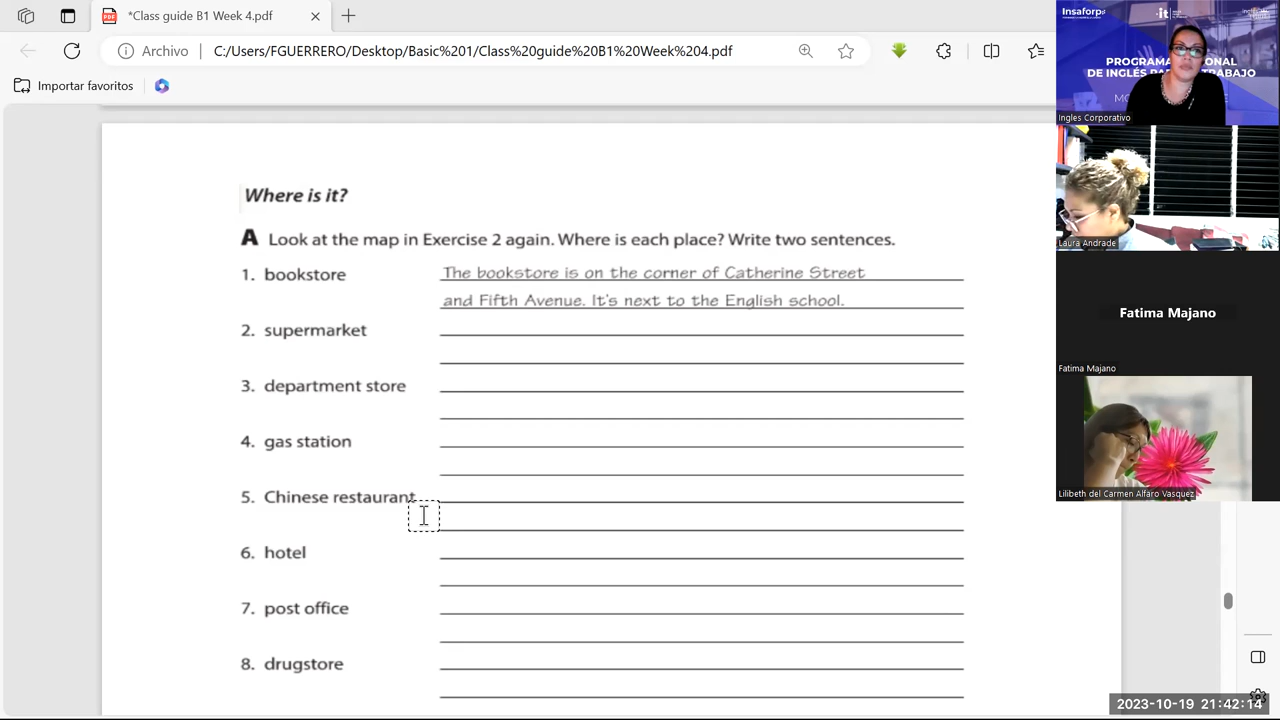 *Class guide B1 Week 4.pdf
Archivo
C:/Users/FGUERRERO/Desktop/Basic%201/Class%20guide%20B1%20Week%204.pdf
Importar favoritos
Where is it?
A Look at the map in Exercise 2 again. Where is each place? Write two sentences.
1. bookstore
The bookstore is on the corner of Catherine Street
and Fifth Avenue. It's next to the English school.
2. supermarket
3. department store
4. gas station
5. Chinese restaurant
6. hotel
7. post office
8. drugstore
Insaforp
PROGRAMA
DE INGLÉS
Ingles Corporativo
Laura Andrade
Fatima Majano
Fatima Majano
Lilibeth del Carmen Alfaro Vasquez
2023-10-19 21:42:14